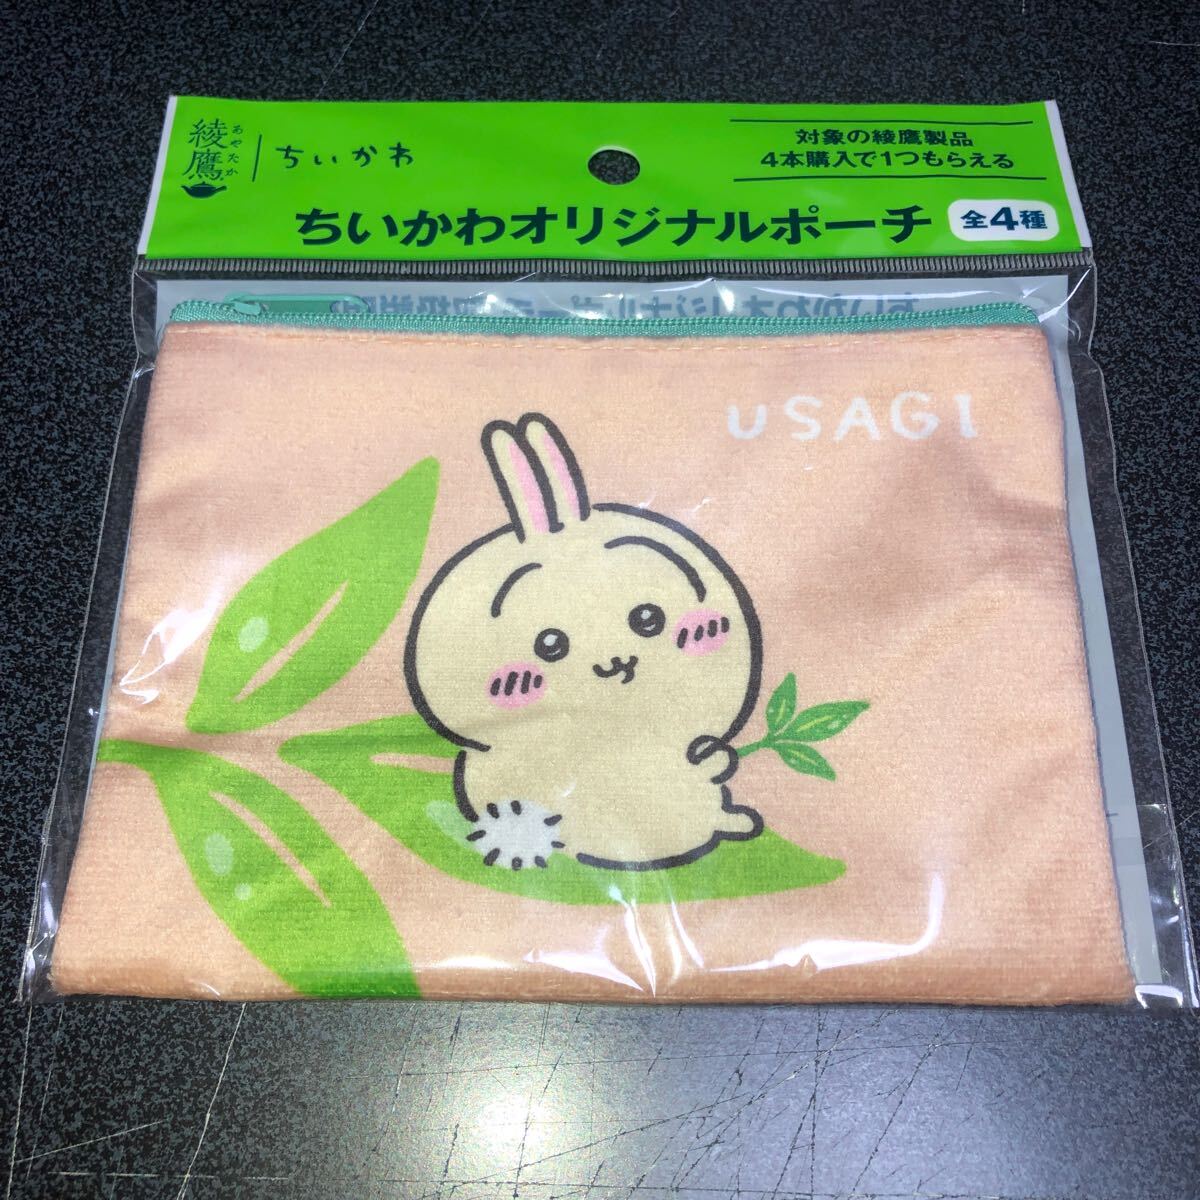 綾鷹
あやたか
ちいかわ
対象の綾鷹製品
4本購入で1つもらえる
ちいかわオリジナルポーチ
全4種
USAGI